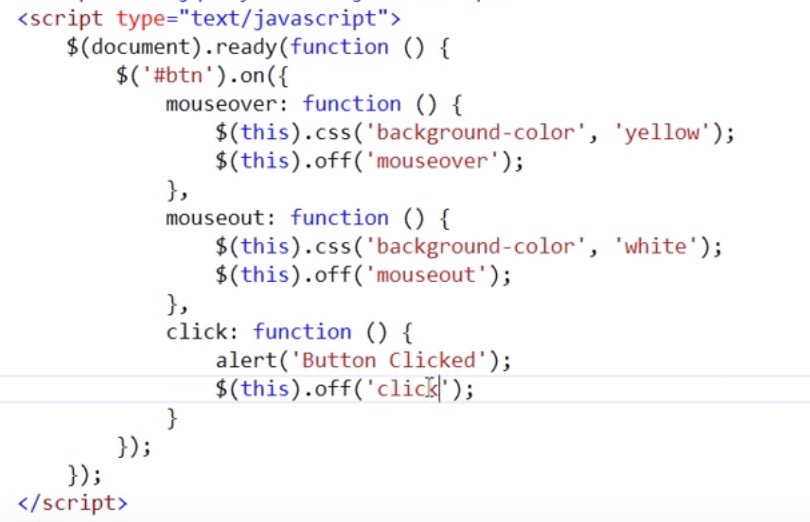 <script type="text/javascript">
    $(document).ready(function () {
        $('#btn').on({
            mouseover: function () {
                $(this).css('background-color', 'yellow');
                $(this).off('mouseover');
            },
            mouseout: function () {
                $(this).css('background-color', 'white');
                $(this).off('mouseout');
            },
            click: function () {
                alert('Button Clicked');
                $(this).off('click');
            }
        });
    });
</script>